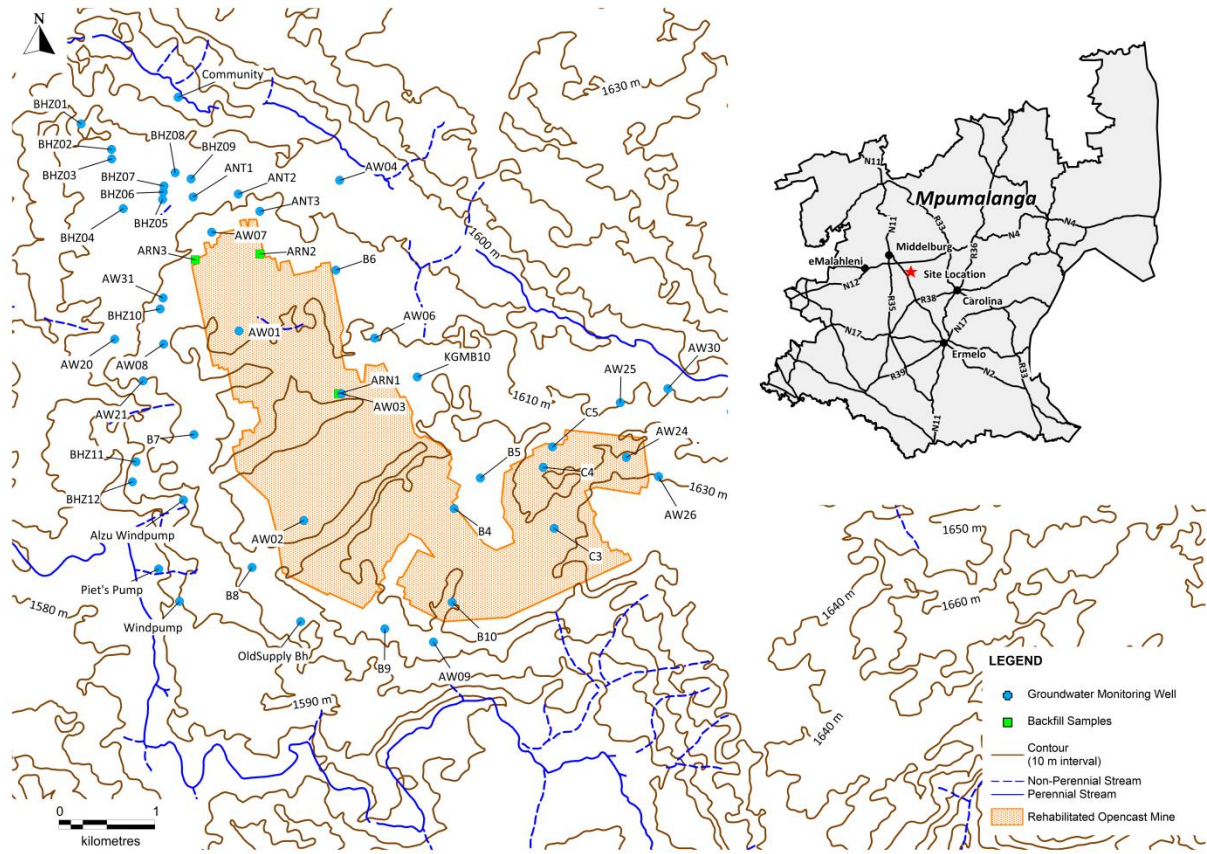 N
Community
BHZ01
BHZ02
BHZ03
BHZ08
BHZ09
BHZ07
BHZ06
BHZ05
BHZ04
ANT1
ANT2
ANT3
AW04
1630 m
1600 m
AW07
ARN3
ARN2
B6
AW31
BHZ10
AW01
AW06
AW20
AW08
KGMB10
AW30
AW25
ARN1
AW03
1610 m
C5
AW21
B7
AW24
B5
C4
BHZ11
BHZ12
1630 m
AW26
Alzu Windpump
AW02
B4
C3
Piet's Pump
B8
1580 m
Windpump
OldSupply Bh
B9
B10
AW09
1590 m
0 1
kilometres
N11
Mpumalanga
N11
R33
R36
N4
N4
Middelburg
eMalahleni
Site Location
N12
R38
Carolina
R35
N17
N17
Ermelo
R39
N2
R33
N11
1650 m
1640 m
1660 m
1640 m
LEGEND
Groundwater Monitoring Well
Backfill Samples
Contour
(10 m interval)
Non-Perennial Stream
Perennial Stream
Rehabilitated Opencast Mine